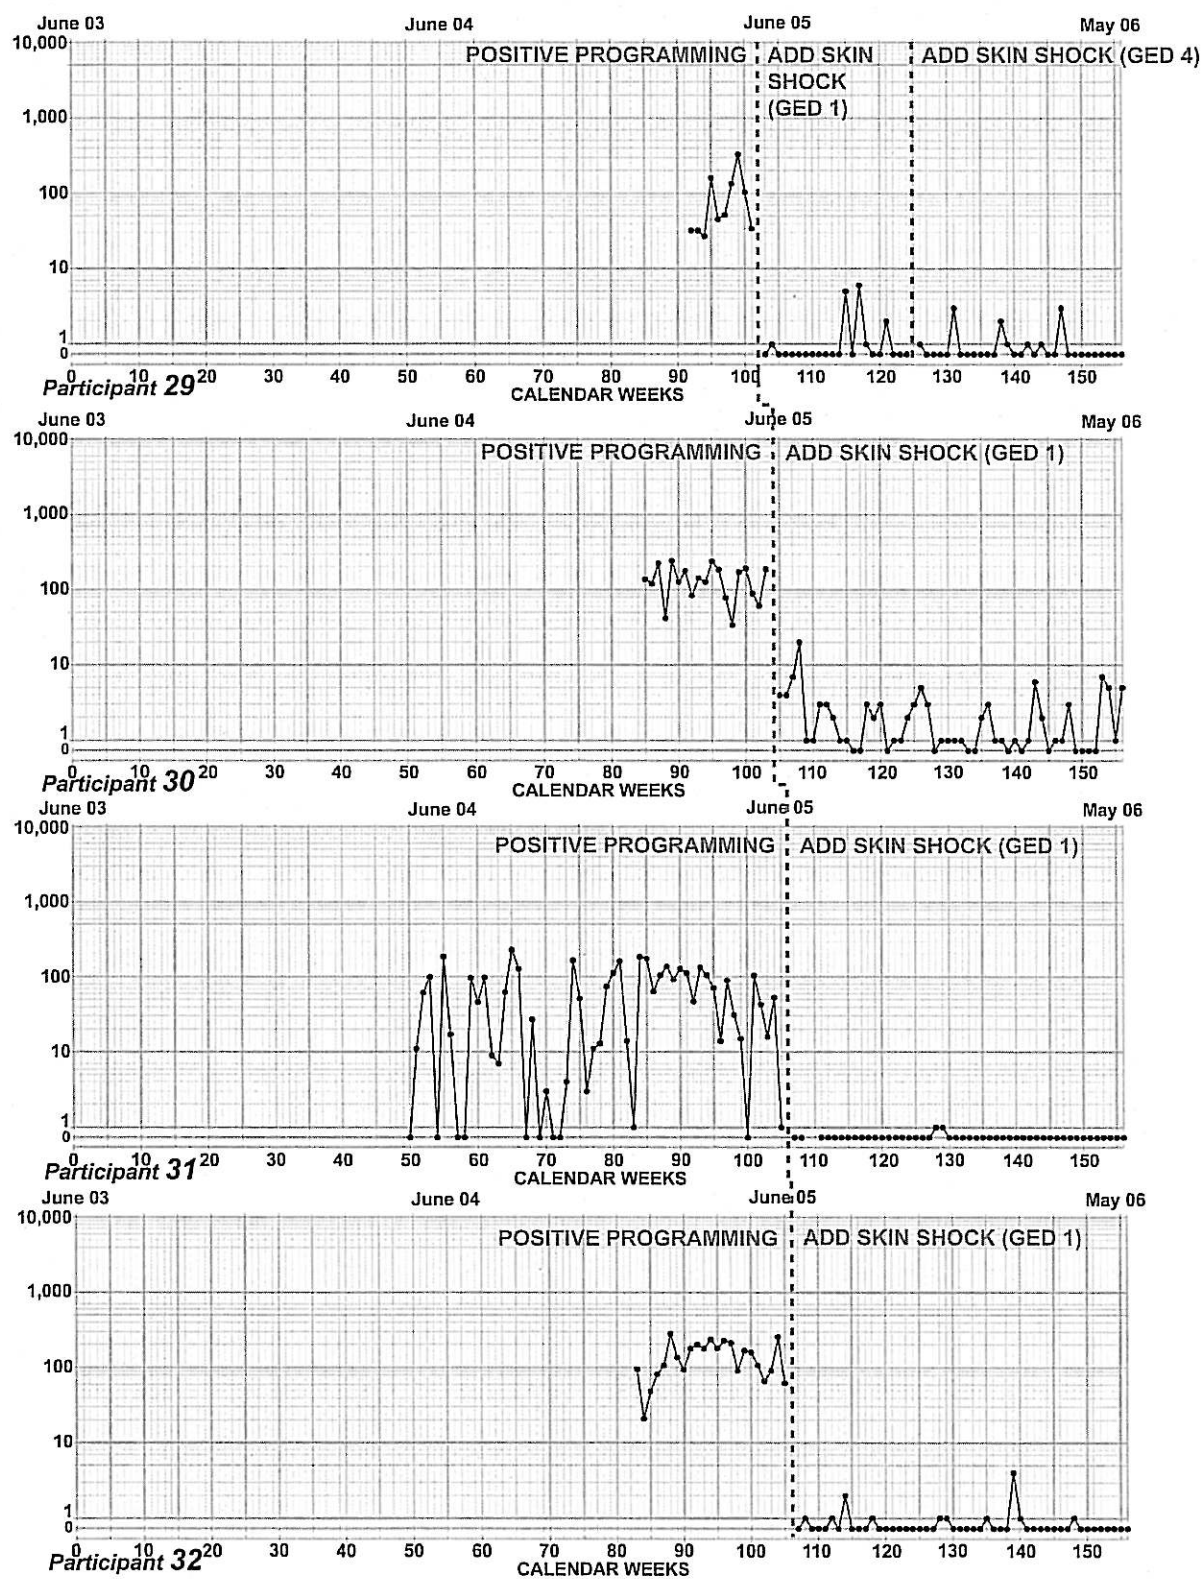 June 03 June 04 June 05 May 06
10,000
POSITIVE PROGRAMMING ADD SKIN SHOCK (GED 1) ADD SKIN SHOCK (GED 4)
1,000
100
10
1
0
0 10 20 30 40 50 60 70 80 90 100 110 120 130 140 150
Participant 29 CALENDAR WEEKS
June 03 June 04 June 05 May 06
10,000
POSITIVE PROGRAMMING ADD SKIN SHOCK (GED 1)
1,000
100
10
1
0
0 10 20 30 40 50 60 70 80 90 100 110 120 130 140 150
Participant 30 CALENDAR WEEKS
June 03 June 04 June 05 May 06
10,000
POSITIVE PROGRAMMING ADD SKIN SHOCK (GED 1)
1,000
100
10
1
0
0 10 20 30 40 50 60 70 80 90 100 110 120 130 140 150
Participant 31 CALENDAR WEEKS
June 03 June 04 June 05 May 06
10,000
POSITIVE PROGRAMMING ADD SKIN SHOCK (GED 1)
1,000
100
10
1
0
0 10 20 30 40 50 60 70 80 90 100 110 120 130 140 150
Participant 32 CALENDAR WEEKS